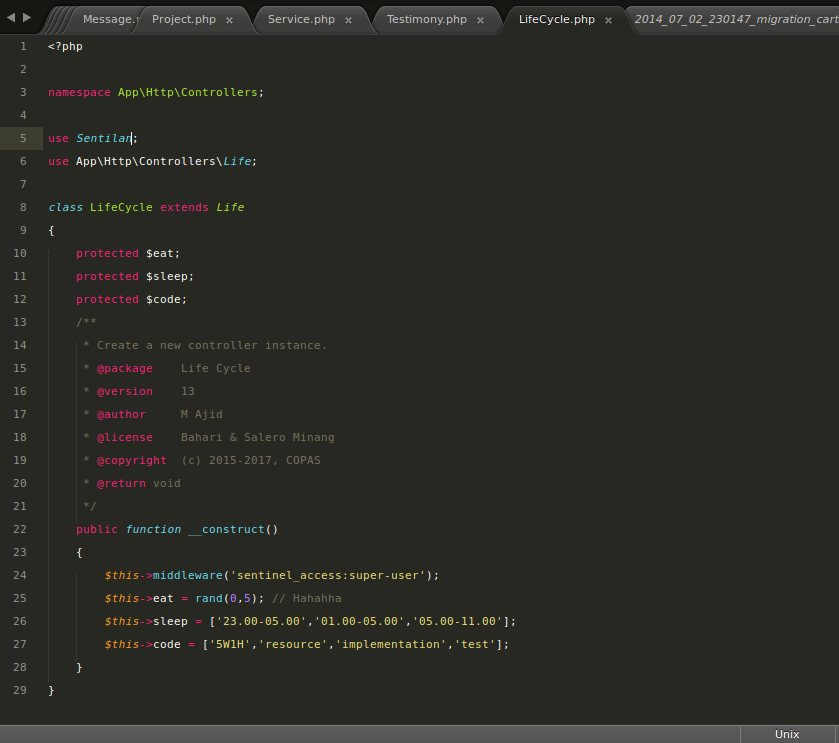 Message.
Project.php ×
Service.php ×
Testimony.php ×
LifeCycle.php ×
2014_07_02_230147_migration_cart
1 <?php
2
3 namespace App\Http\Controllers;
4
5 use Sentilan;
6 use App\Http\Controllers\Life;
7
8 class LifeCycle extends Life
9 {
10 protected $eat;
11 protected $sleep;
12 protected $code;
13 /**
14 * Create a new controller instance.
15 * @package Life Cycle
16 * @version 13
17 * @author M Ajid
18 * @license Bahari & Salero Minang
19 * @copyright (c) 2015-2017, COPAS
20 * @return void
21 */
22 public function __construct()
23 {
24 $this->middleware('sentinel_access:super-user');
25 $this->eat = rand(0,5); // Hahahha
26 $this->sleep = ['23.00-05.00','01.00-05.00','05.00-11.00'];
27 $this->code = ['5W1H','resource','implementation','test'];
28 }
29 }
Unix